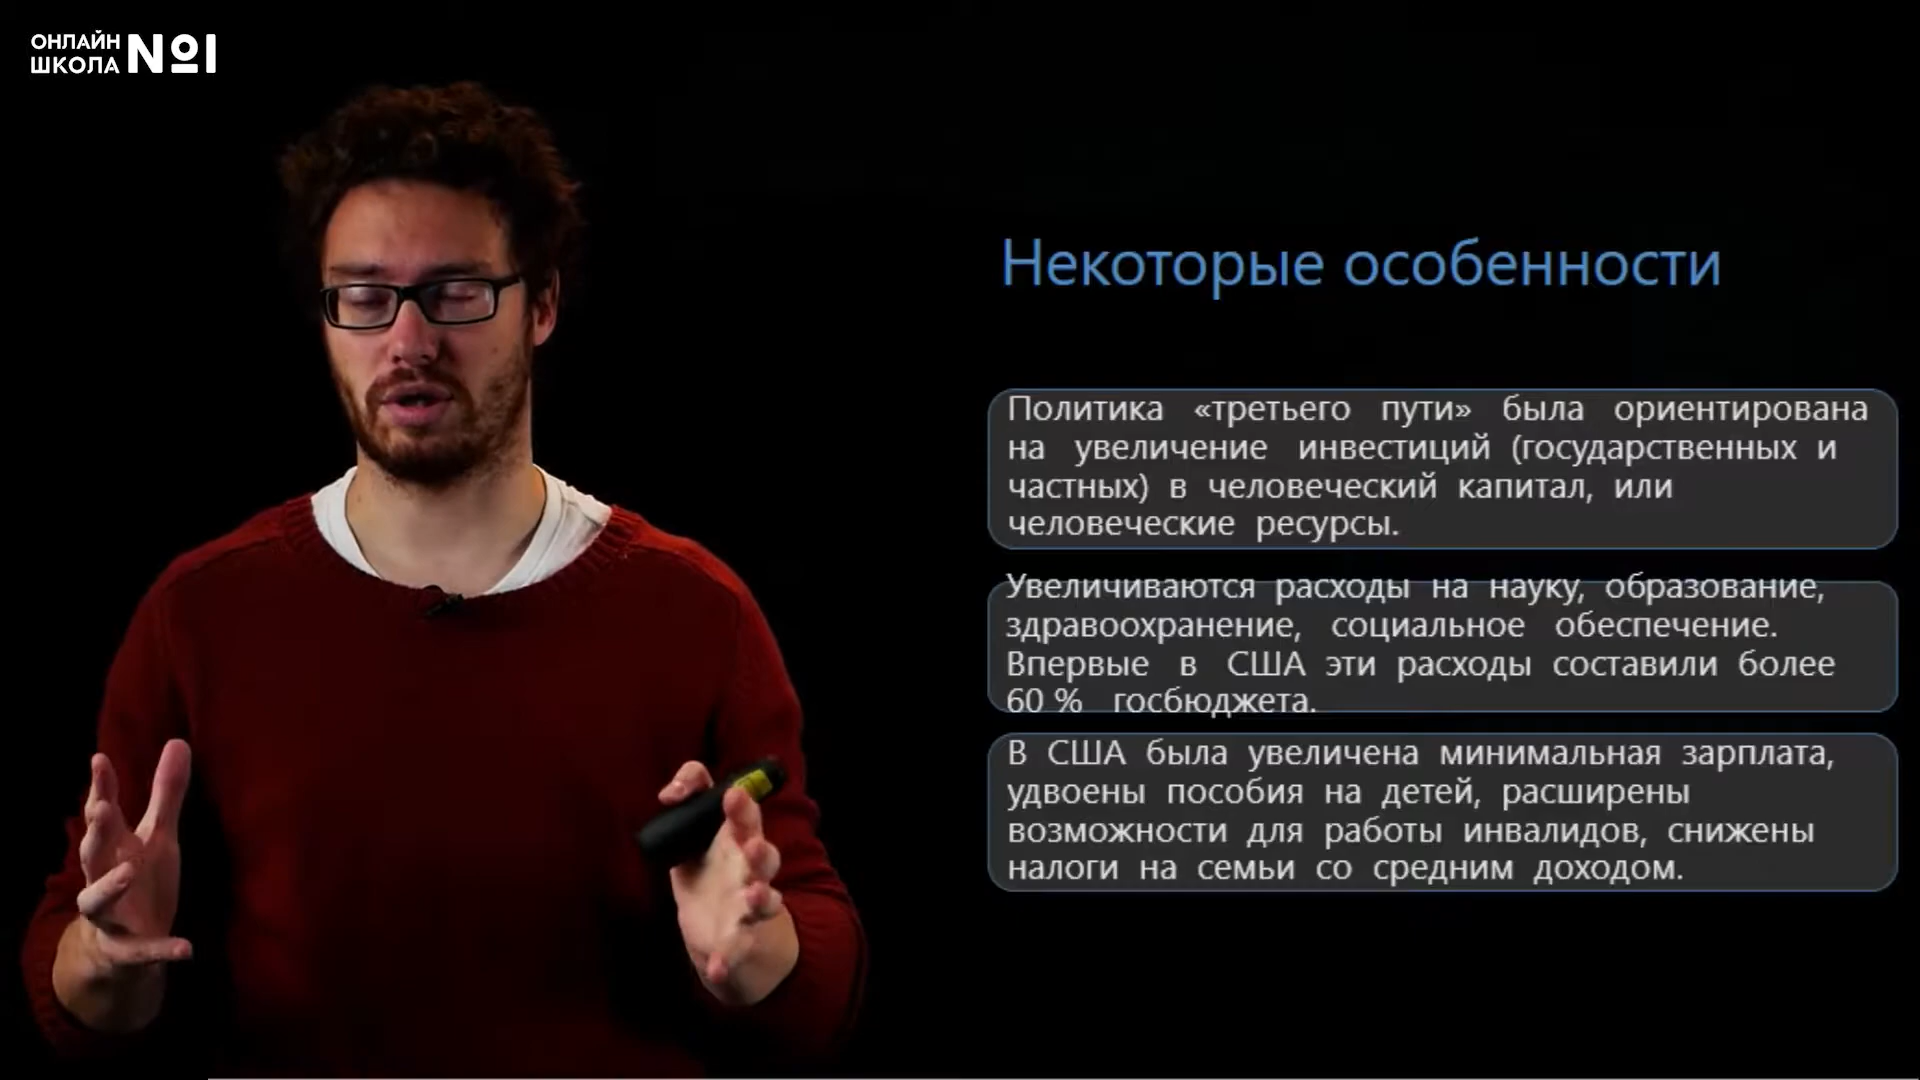 ОНЛАЙН
ШКОЛА №1
Некоторые особенности
Политика «третьего пути» была ориентирована
на увеличение инвестиций (государственных и
частных) в человеческий капитал, или
человеческие ресурсы.
Увеличиваются расходы на науку, образование,
здравоохранение, социальное обеспечение.
Впервые в США эти расходы составили более
60 % госбюджета.
В США была увеличена минимальная зарплата,
удвоены пособия на детей, расширены
возможности для работы инвалидов, снижены
налоги на семьи со средним доходом.